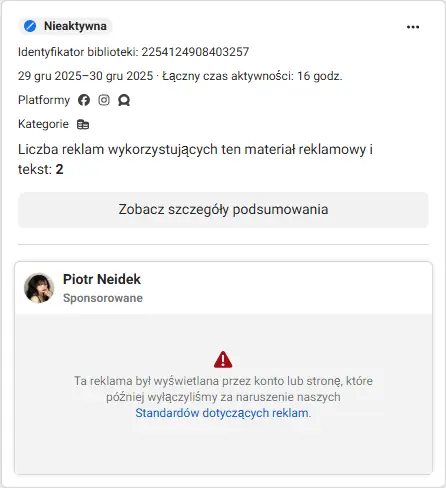 Nieaktywna
Identyfikator biblioteki: 2254124908403257
29 gru 2025–30 gru 2025 · Łączny czas aktywności: 16 godz.
Platformy
Kategorie
Liczba reklam wykorzystujących ten materiał reklamowy i
tekst: 2
Zobacz szczegóły podsumowania
Piotr Neidek
Sponsorowane
Ta reklama był wyświetlana przez konto lub stronę, które
później wyłączyliśmy za naruszenie naszych
Standardów dotyczących reklam.